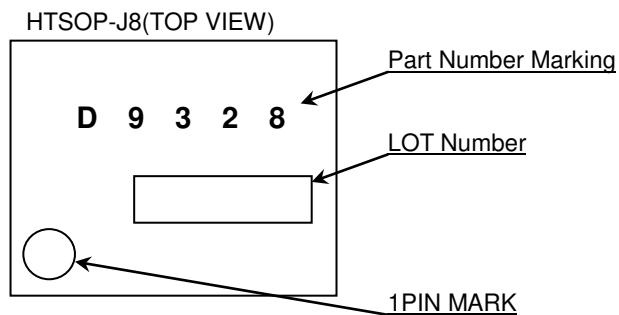 HTSOP-J8(TOP VIEW)
Part Number Marking
D 9 3 2 8
LOT Number
1PIN MARK